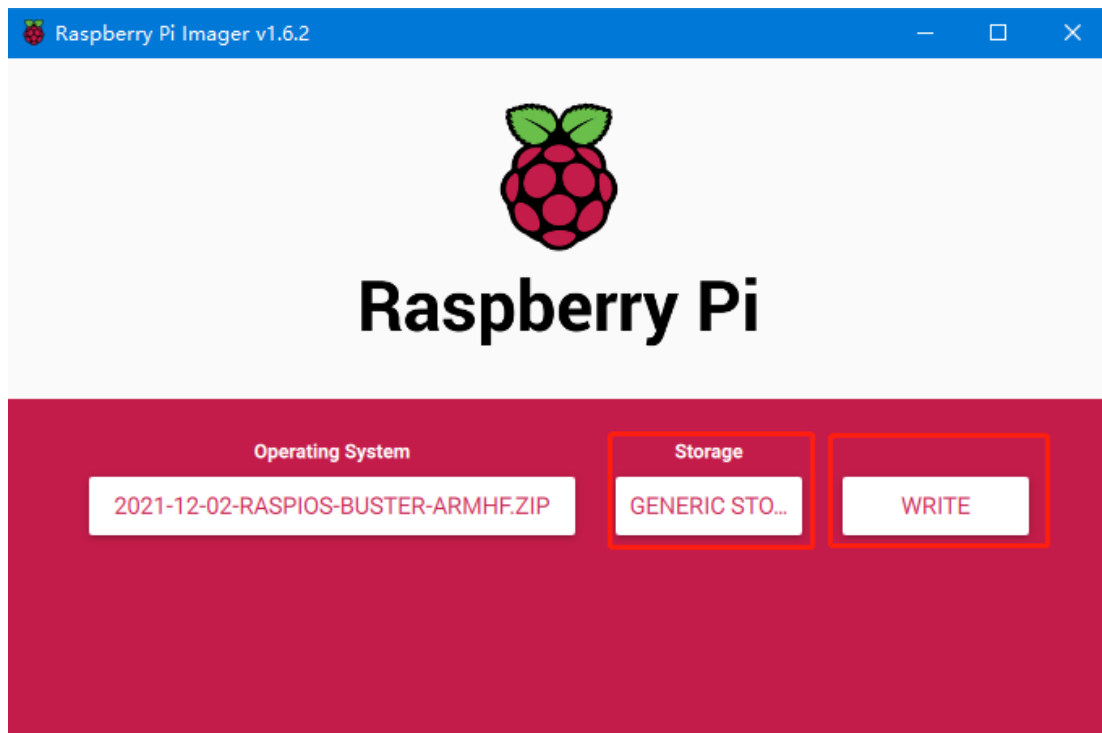 Raspberry Pi Imager v1.6.2
Raspberry Pi
Operating System
Storage
2021-12-02-RASPIOS-BUSTER-ARMHF.ZIP
GENERIC STO...
WRITE